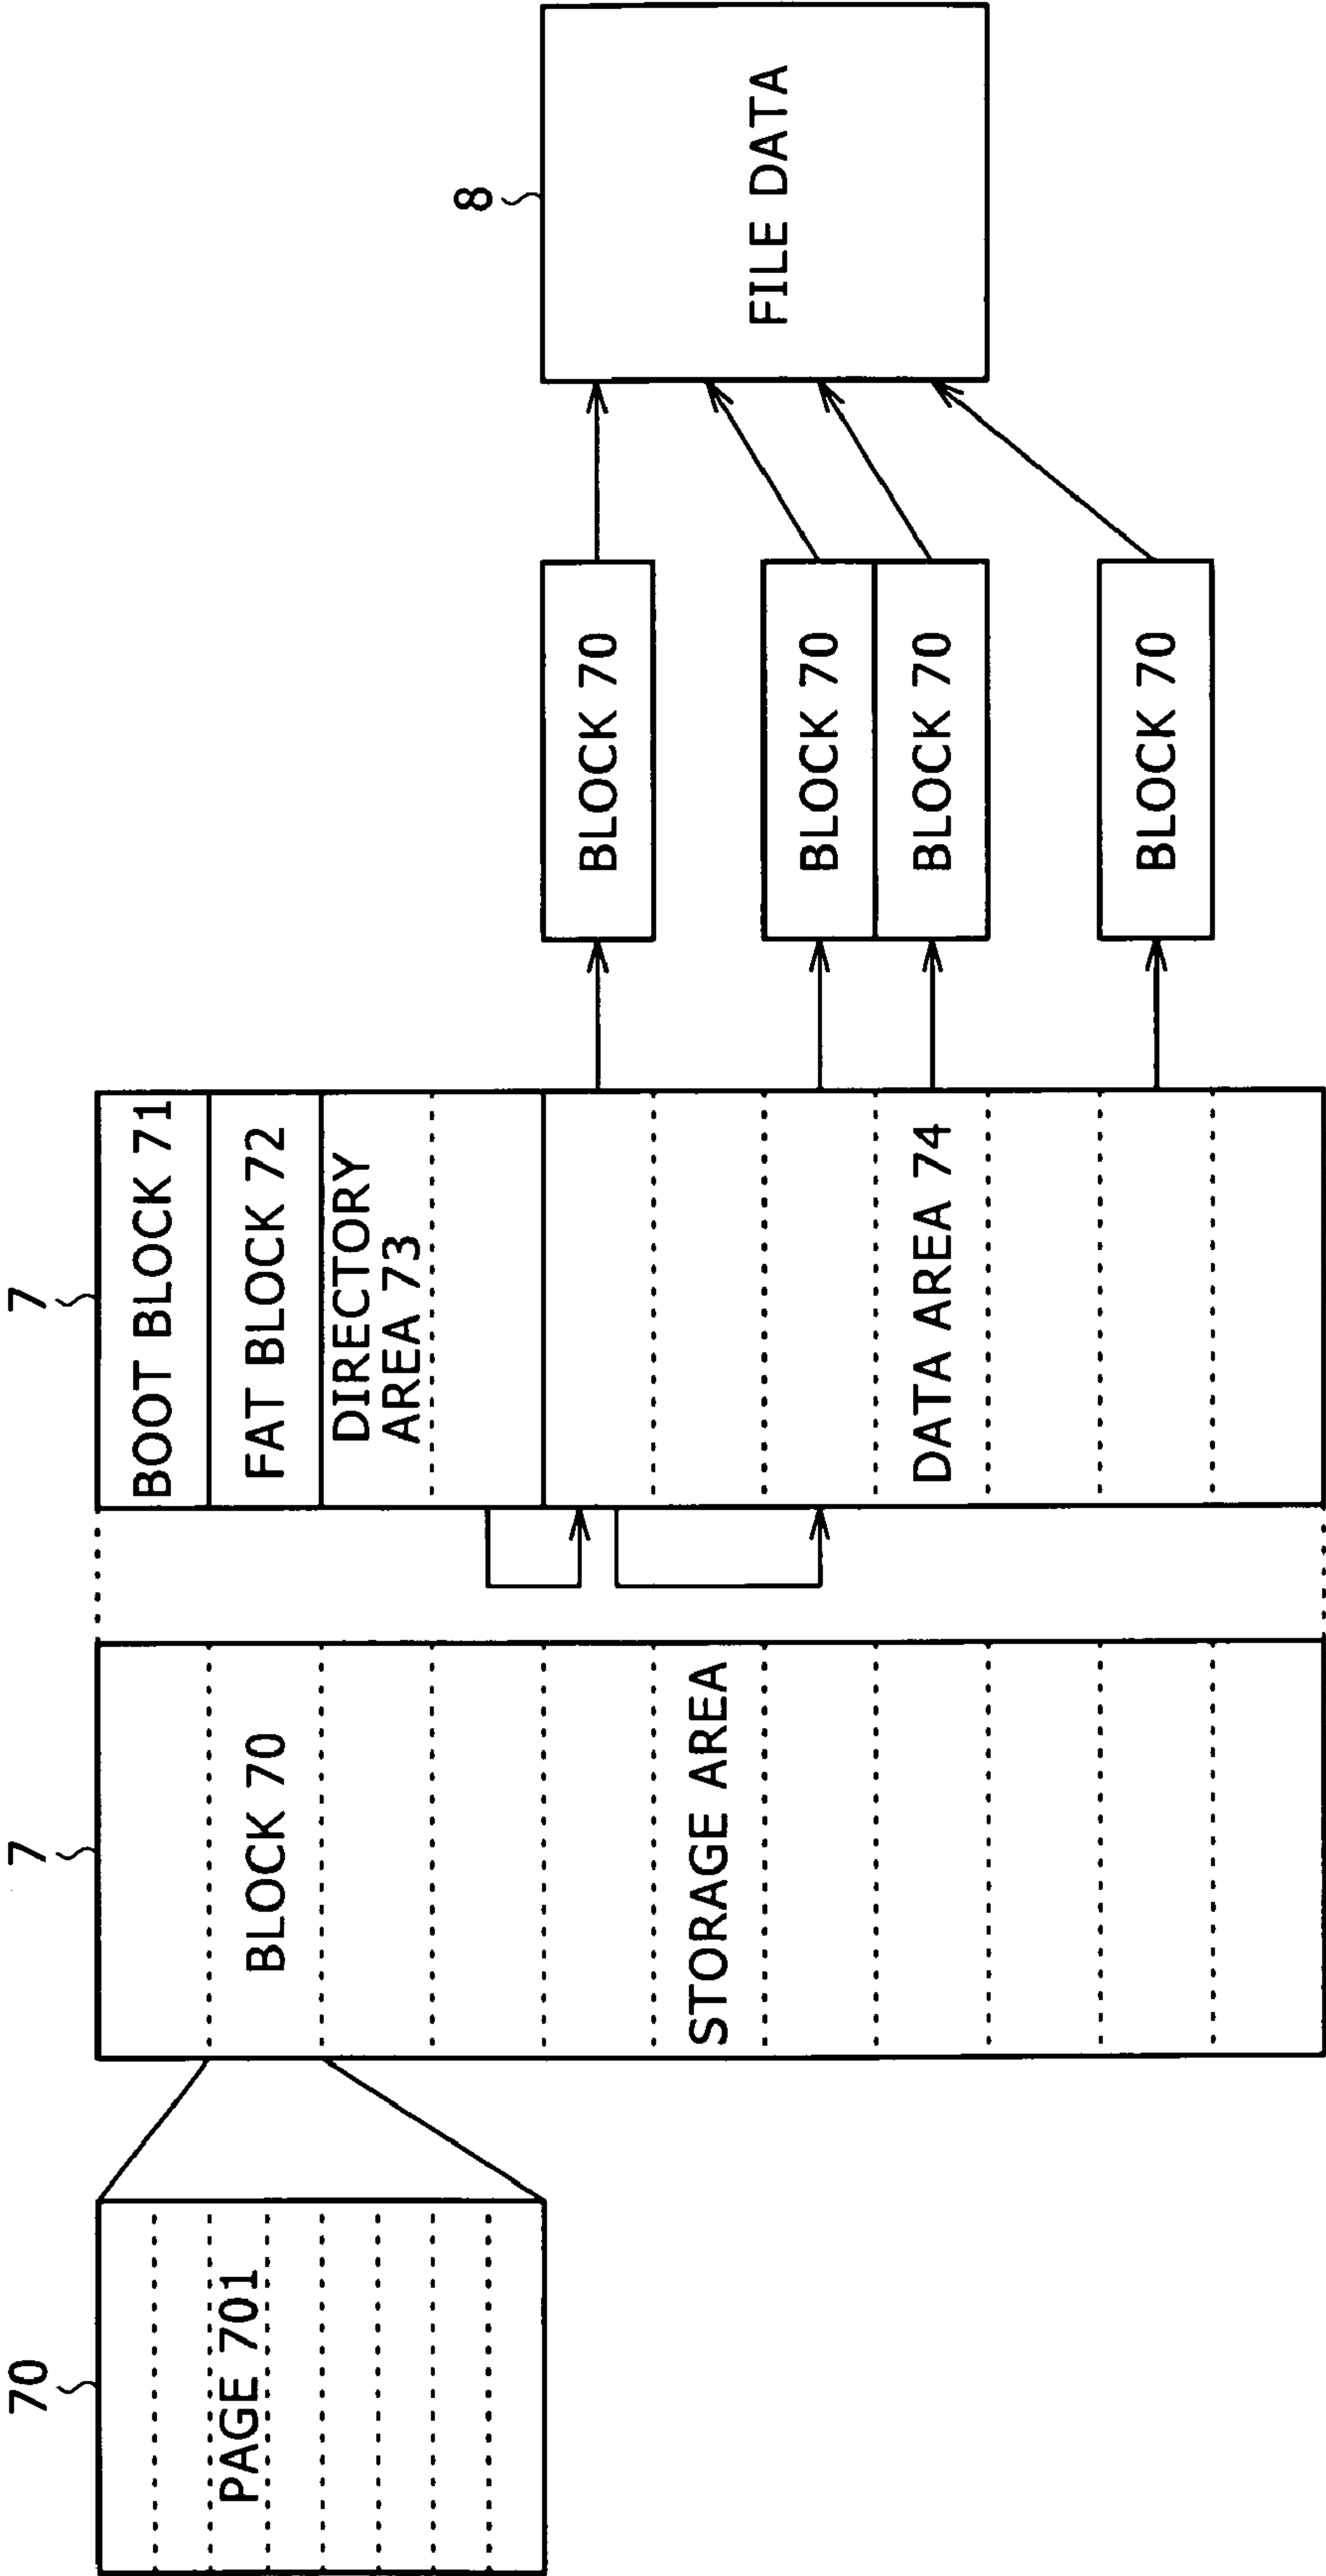 70
PAGE 701
7
BLOCK 70
STORAGE AREA
7
BOOT BLOCK 71
FAT BLOCK 72
DIRECTORY
AREA 73
DATA AREA 74
BLOCK 70
BLOCK 70
BLOCK 70
BLOCK 70
8
FILE DATA